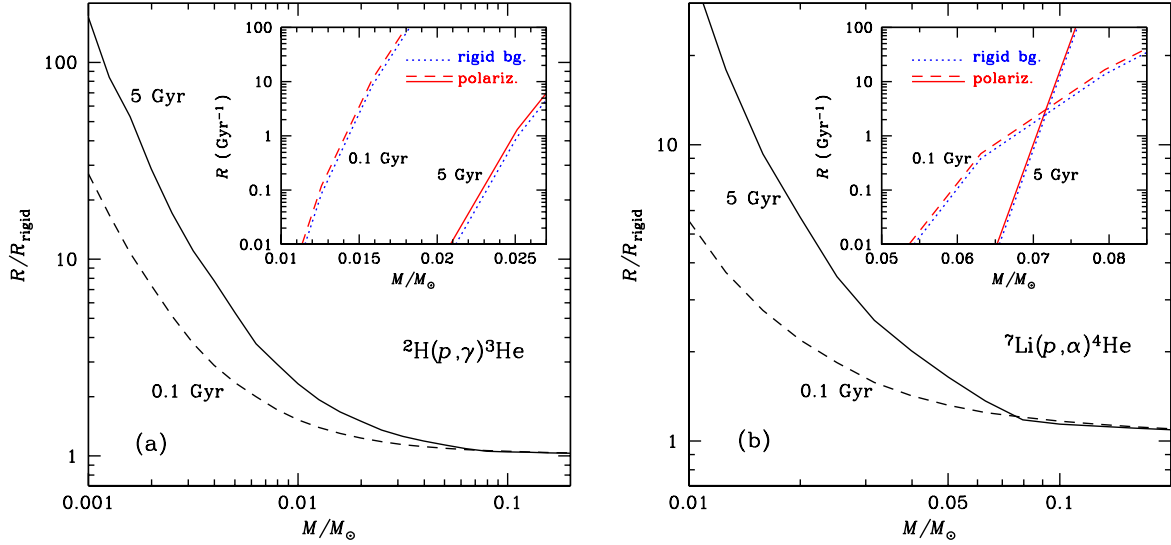 R/R_rigid
100
10
1
0.001
0.01
0.1
M/M⊙
5 Gyr
0.1 Gyr
(a)
²H(p,γ)³He
R (Gyr⁻¹)
100
10
1
0.1
0.01
0.01
0.015
0.02
0.025
M/M⊙
rigid bg.
polariz.
0.1 Gyr
5 Gyr
R/R_rigid
10
1
0.01
0.05
0.1
M/M⊙
5 Gyr
0.1 Gyr
(b)
⁷Li(p,α)⁴He
R (Gyr⁻¹)
100
10
1
0.1
0.01
0.05
0.06
0.07
0.08
M/M⊙
rigid bg.
polariz.
0.1 Gyr
5 Gyr